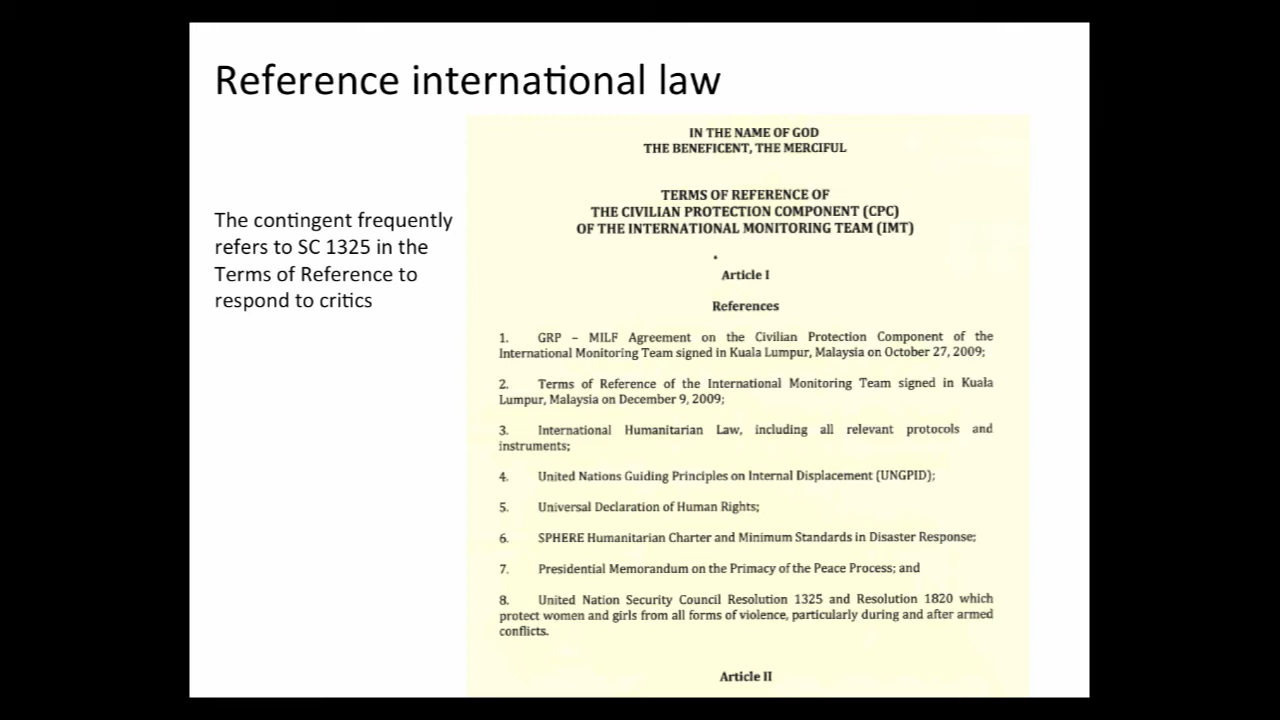 Reference international law
The contingent frequently
refers to SC 1325 in the
Terms of Reference to
respond to critics
IN THE NAME OF GOD
THE BENEFICENT, THE MERCIFUL
TERMS OF REFERENCE OF
THE CIVILIAN PROTECTION COMPONENT (CPC)
OF THE INTERNATIONAL MONITORING TEAM (IMT)
Article I
References
1. GRP – MILF Agreement on the Civilian Protection Component of the
International Monitoring Team signed in Kuala Lumpur, Malaysia on October 27, 2009;
2. Terms of Reference of the International Monitoring Team signed in Kuala
Lumpur, Malaysia on December 9, 2009;
3. International Humanitarian Law, including all relevant protocols and
instruments;
4. United Nations Guiding Principles on Internal Displacement (UNGPID);
5. Universal Declaration of Human Rights;
6. SPHERE Humanitarian Charter and Minimum Standards in Disaster Response;
7. Presidential Memorandum on the Primacy of the Peace Process; and
8. United Nation Security Council Resolution 1325 and Resolution 1820 which
protect women and girls from all forms of violence, particularly during and after armed
conflicts.
Article II